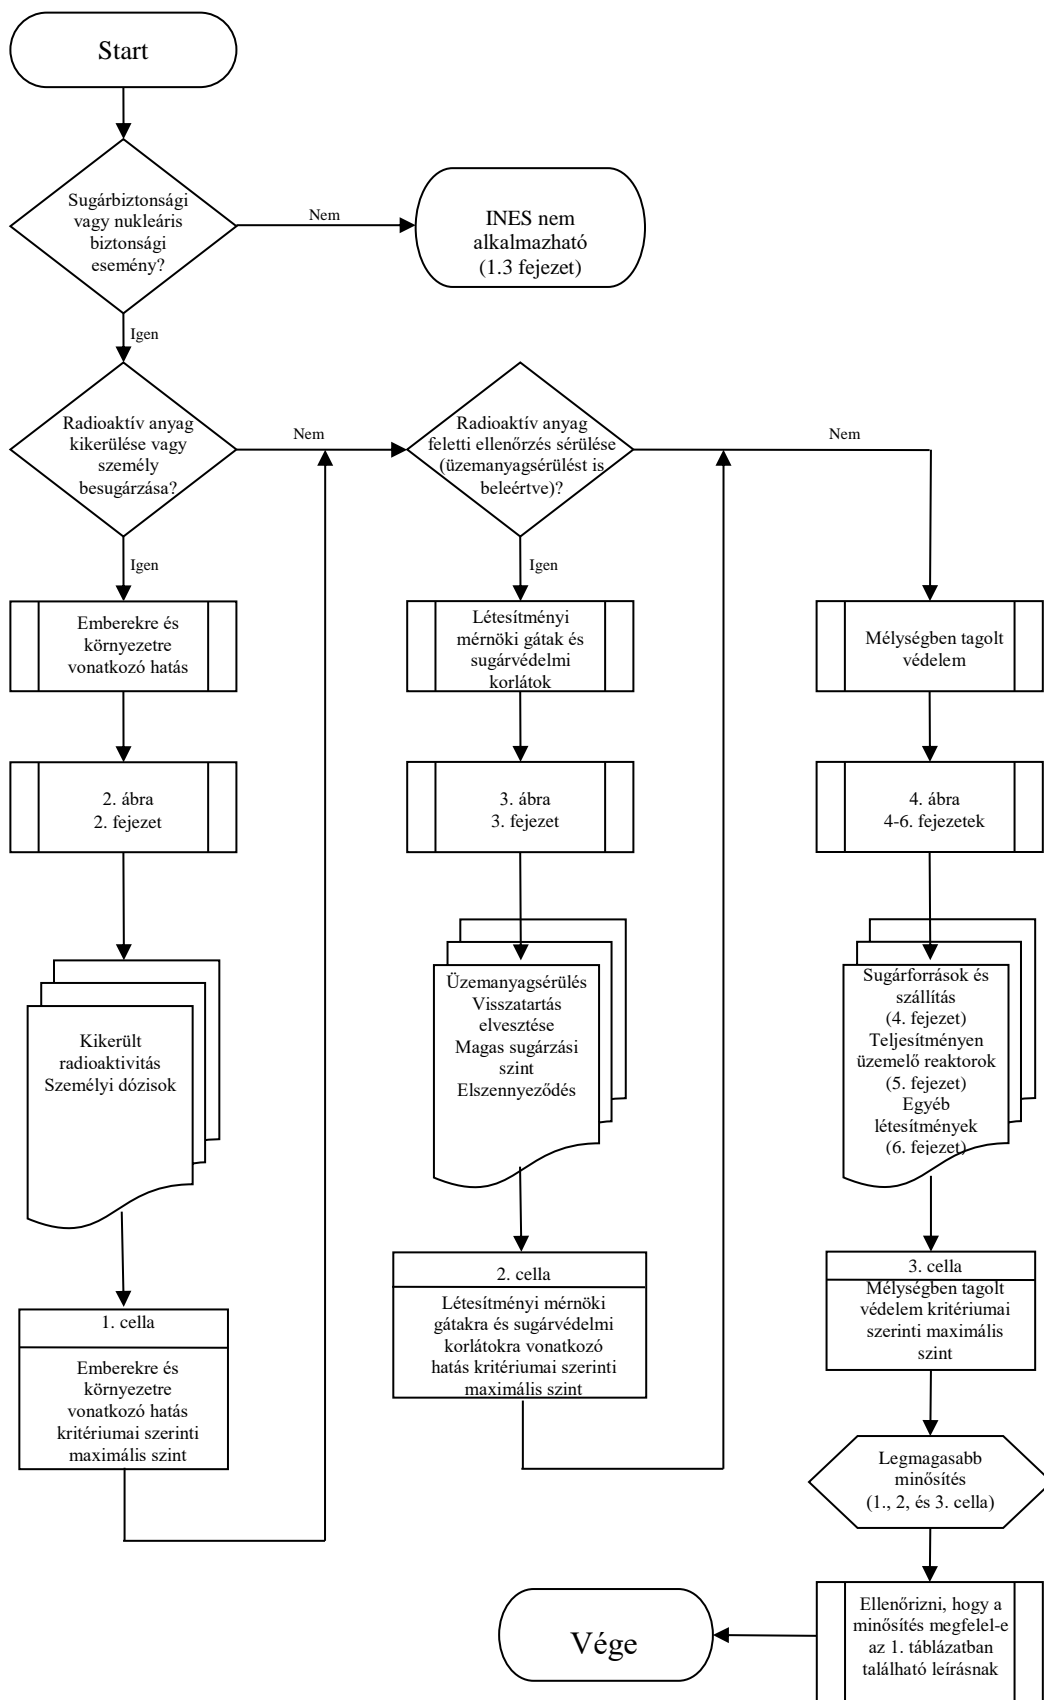 Start
Sugárbiztonsági
vagy nukleáris
biztonsági
esemény?
Nem
INES nem
alkalmazható
(1.3 fejezet)
Igen
Radioaktív anyag
kikerülése vagy
személy
besugárzása?
Nem
Radioaktív anyag
feletti ellenőrzés sérülése
(üzemanyagsérülést is
beleértve)?
Nem
Igen
Igen
Emberekre és
környezetre
vonatkozó hatás
Létesítményi
mérnöki gátak és
sugárvédelmi
korlátok
Mélységben tagolt
védelem
2. ábra
2. fejezet
3. ábra
3. fejezet
4. ábra
4-6. fejezetek
Kikerült
radioaktivitás
Személyi dózisok
Üzemanyagsérülés
Visszatartás
elvesztése
Magas sugárzási
szint
Elszennyeződés
Sugárforrások és
szállítás
(4. fejezet)
Teljesítményen
üzemelő reaktorok
(5. fejezet)
Egyéb
létesítmények
(6. fejezet)
1. cella
Emberekre és
környezetre
vonatkozó hatás
kritériumai szerinti
maximális szint
2. cella
Létesítményi mérnöki
gátakra és sugárvédelmi
korlátokra vonatkozó
hatás kritériumai szerinti
maximális szint
3. cella
Mélységben tagolt
védelem kritériumai
szerinti maximális
szint
Legmagasabb
minősítés
(1., 2, és 3. cella)
Ellenőrizni, hogy a
minősítés megfelel-e
az 1. táblázatban
található leírásnak
Vége